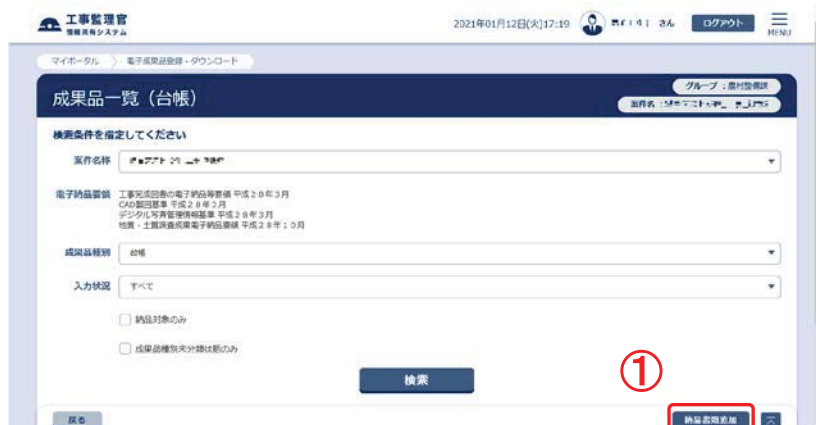 工事監理官
情報共有システム
2021年01月12日(火)17:19
さん
ログアウト
MENU
マイポータル
電子成果品登録・ダウンロード
成果品一覧（台帳）
グループ：農村整備課
案件名：
検索条件を指定してください
案件名称
電子納品要領
工事完成図書の電子納品等要領 平成２８年３月
CAD製図基準 平成２８年３月
デジタル写真管理情報基準 平成２８年３月
地質・土質調査成果電子納品要領 平成２８年１０月
成果品種別
台帳
入力状況
すべて
納品対象のみ
成果品種別未分類状態のみ
検索
①
戻る
納品書類追加